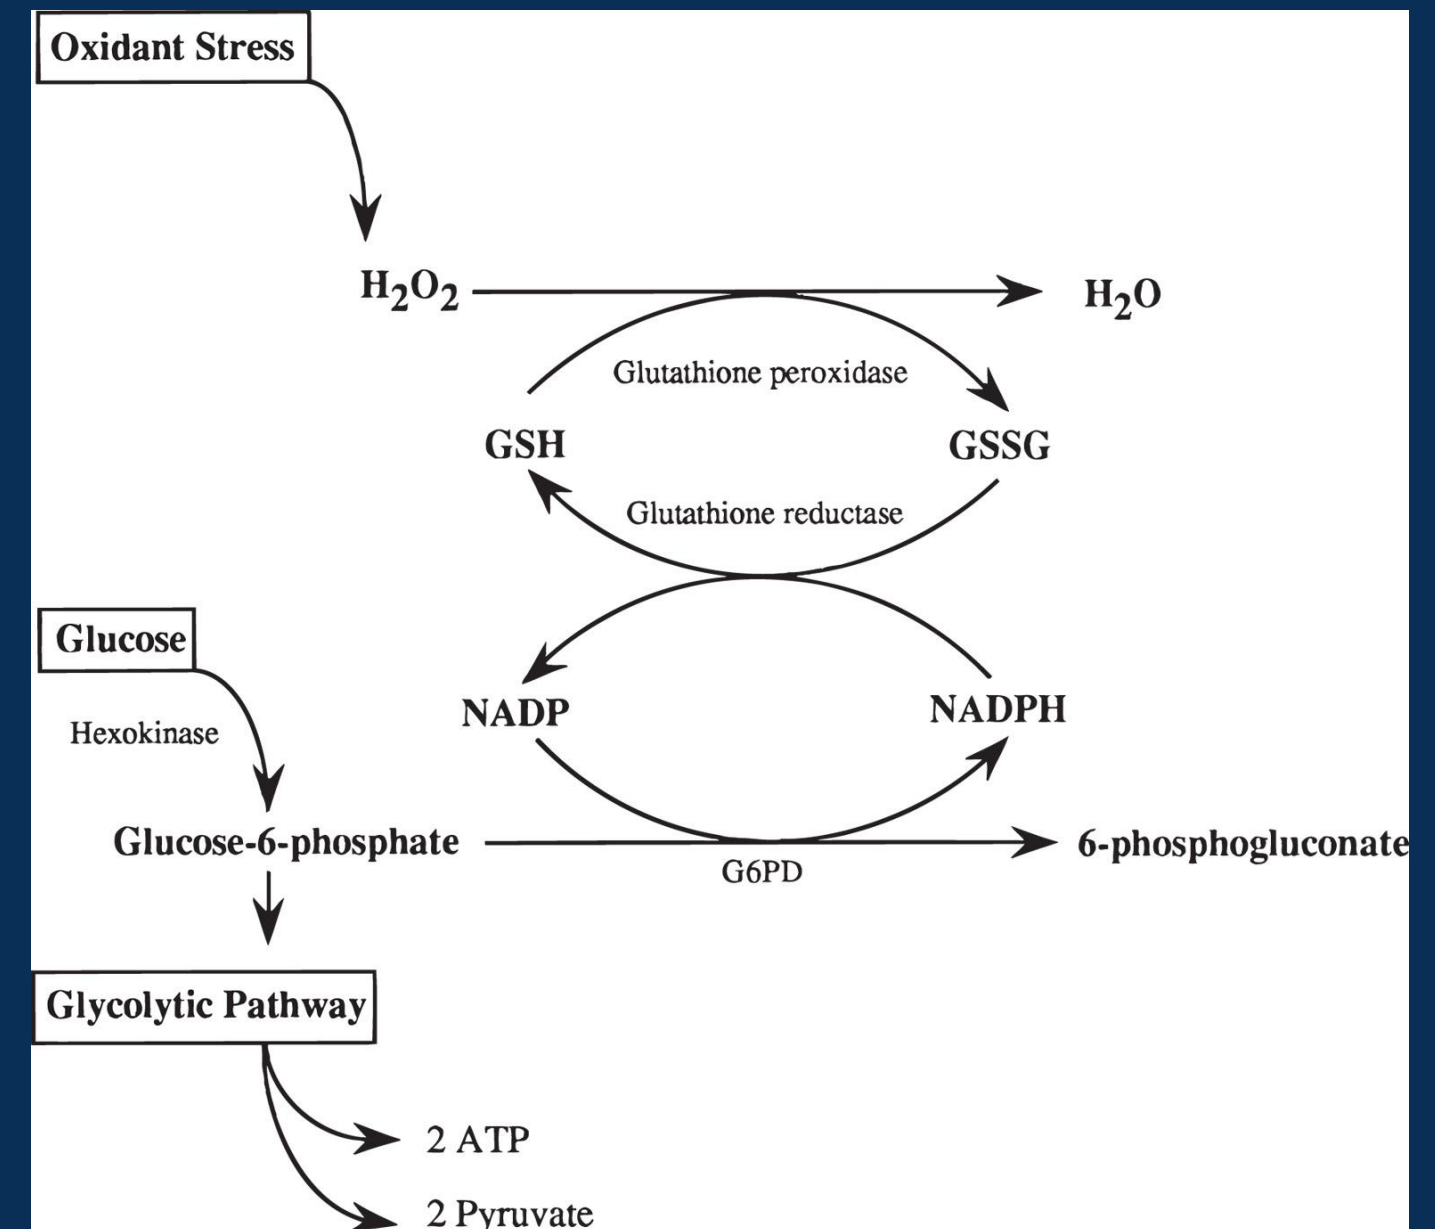 Oxidant Stress
H₂O₂
H₂O
Glutathione peroxidase
GSH
GSSG
Glutathione reductase
Glucose
NADP
NADPH
Hexokinase
Glucose-6-phosphate
6-phosphogluconate
G6PD
Glycolytic Pathway
2 ATP
2 Pyruvate